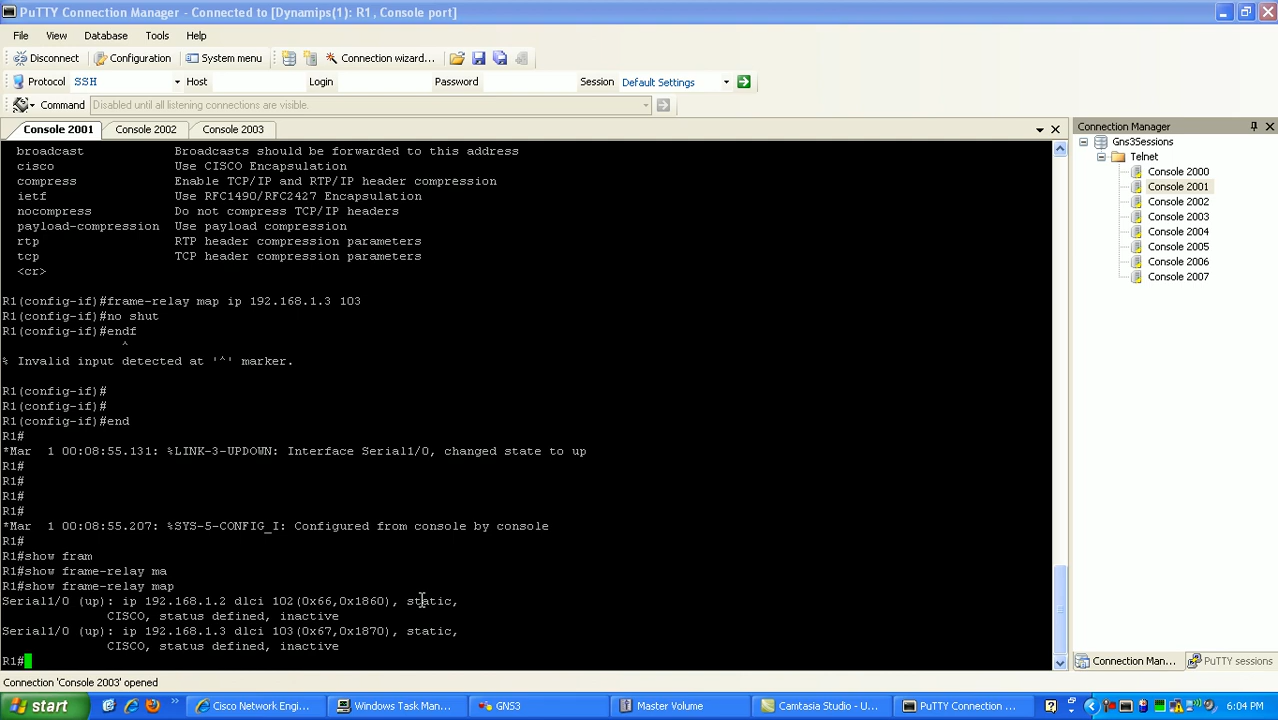 PuTTY Connection Manager - Connected to [Dynamips(1): R1, Console port]
File View Database Tools Help
Disconnect Configuration System menu Connection wizard...
Protocol SSH Host Login Password Session Default Settings
Command Disabled until all listening connections are visible.
Console 2001 Console 2002 Console 2003
broadcast Broadcasts should be forwarded to this address
cisco Use CISCO Encapsulation
compress Enable TCP/IP and RTP/IP header compression
ietf Use RFC1490/RFC2427 Encapsulation
nocompress Do not compress TCP/IP headers
payload-compression Use payload compression
rtp RTP header compression parameters
tcp TCP header compression parameters
<cr>
R1(config-if)#frame-relay map ip 192.168.1.3 103
R1(config-if)#no shut
R1(config-if)#endf
^
% Invalid input detected at '^' marker.
R1(config-if)#
R1(config-if)#
R1(config-if)#end
R1#
*Mar 1 00:08:55.131: %LINK-3-UPDOWN: Interface Serial1/0, changed state to up
R1#
R1#
R1#
R1#
*Mar 1 00:08:55.207: %SYS-5-CONFIG_I: Configured from console by console
R1#
R1#show fram
R1#show frame-relay ma
R1#show frame-relay map
Serial1/0 (up): ip 192.168.1.2 dlci 102(0x66,0x1860), static,
CISCO, status defined, inactive
Serial1/0 (up): ip 192.168.1.3 dlci 103(0x67,0x1870), static,
CISCO, status defined, inactive
R1#
Connection Manager
Gns3Sessions
Telnet
Console 2000
Console 2001
Console 2002
Console 2003
Console 2004
Console 2005
Console 2006
Console 2007
Connection Man... PuTTY sessions
Connection 'Console 2003' opened
start Cisco Network Engi... Windows Task Man... GNS3 Master Volume Camtasia Studio - U... PuTTY Connection ... 6:04 PM